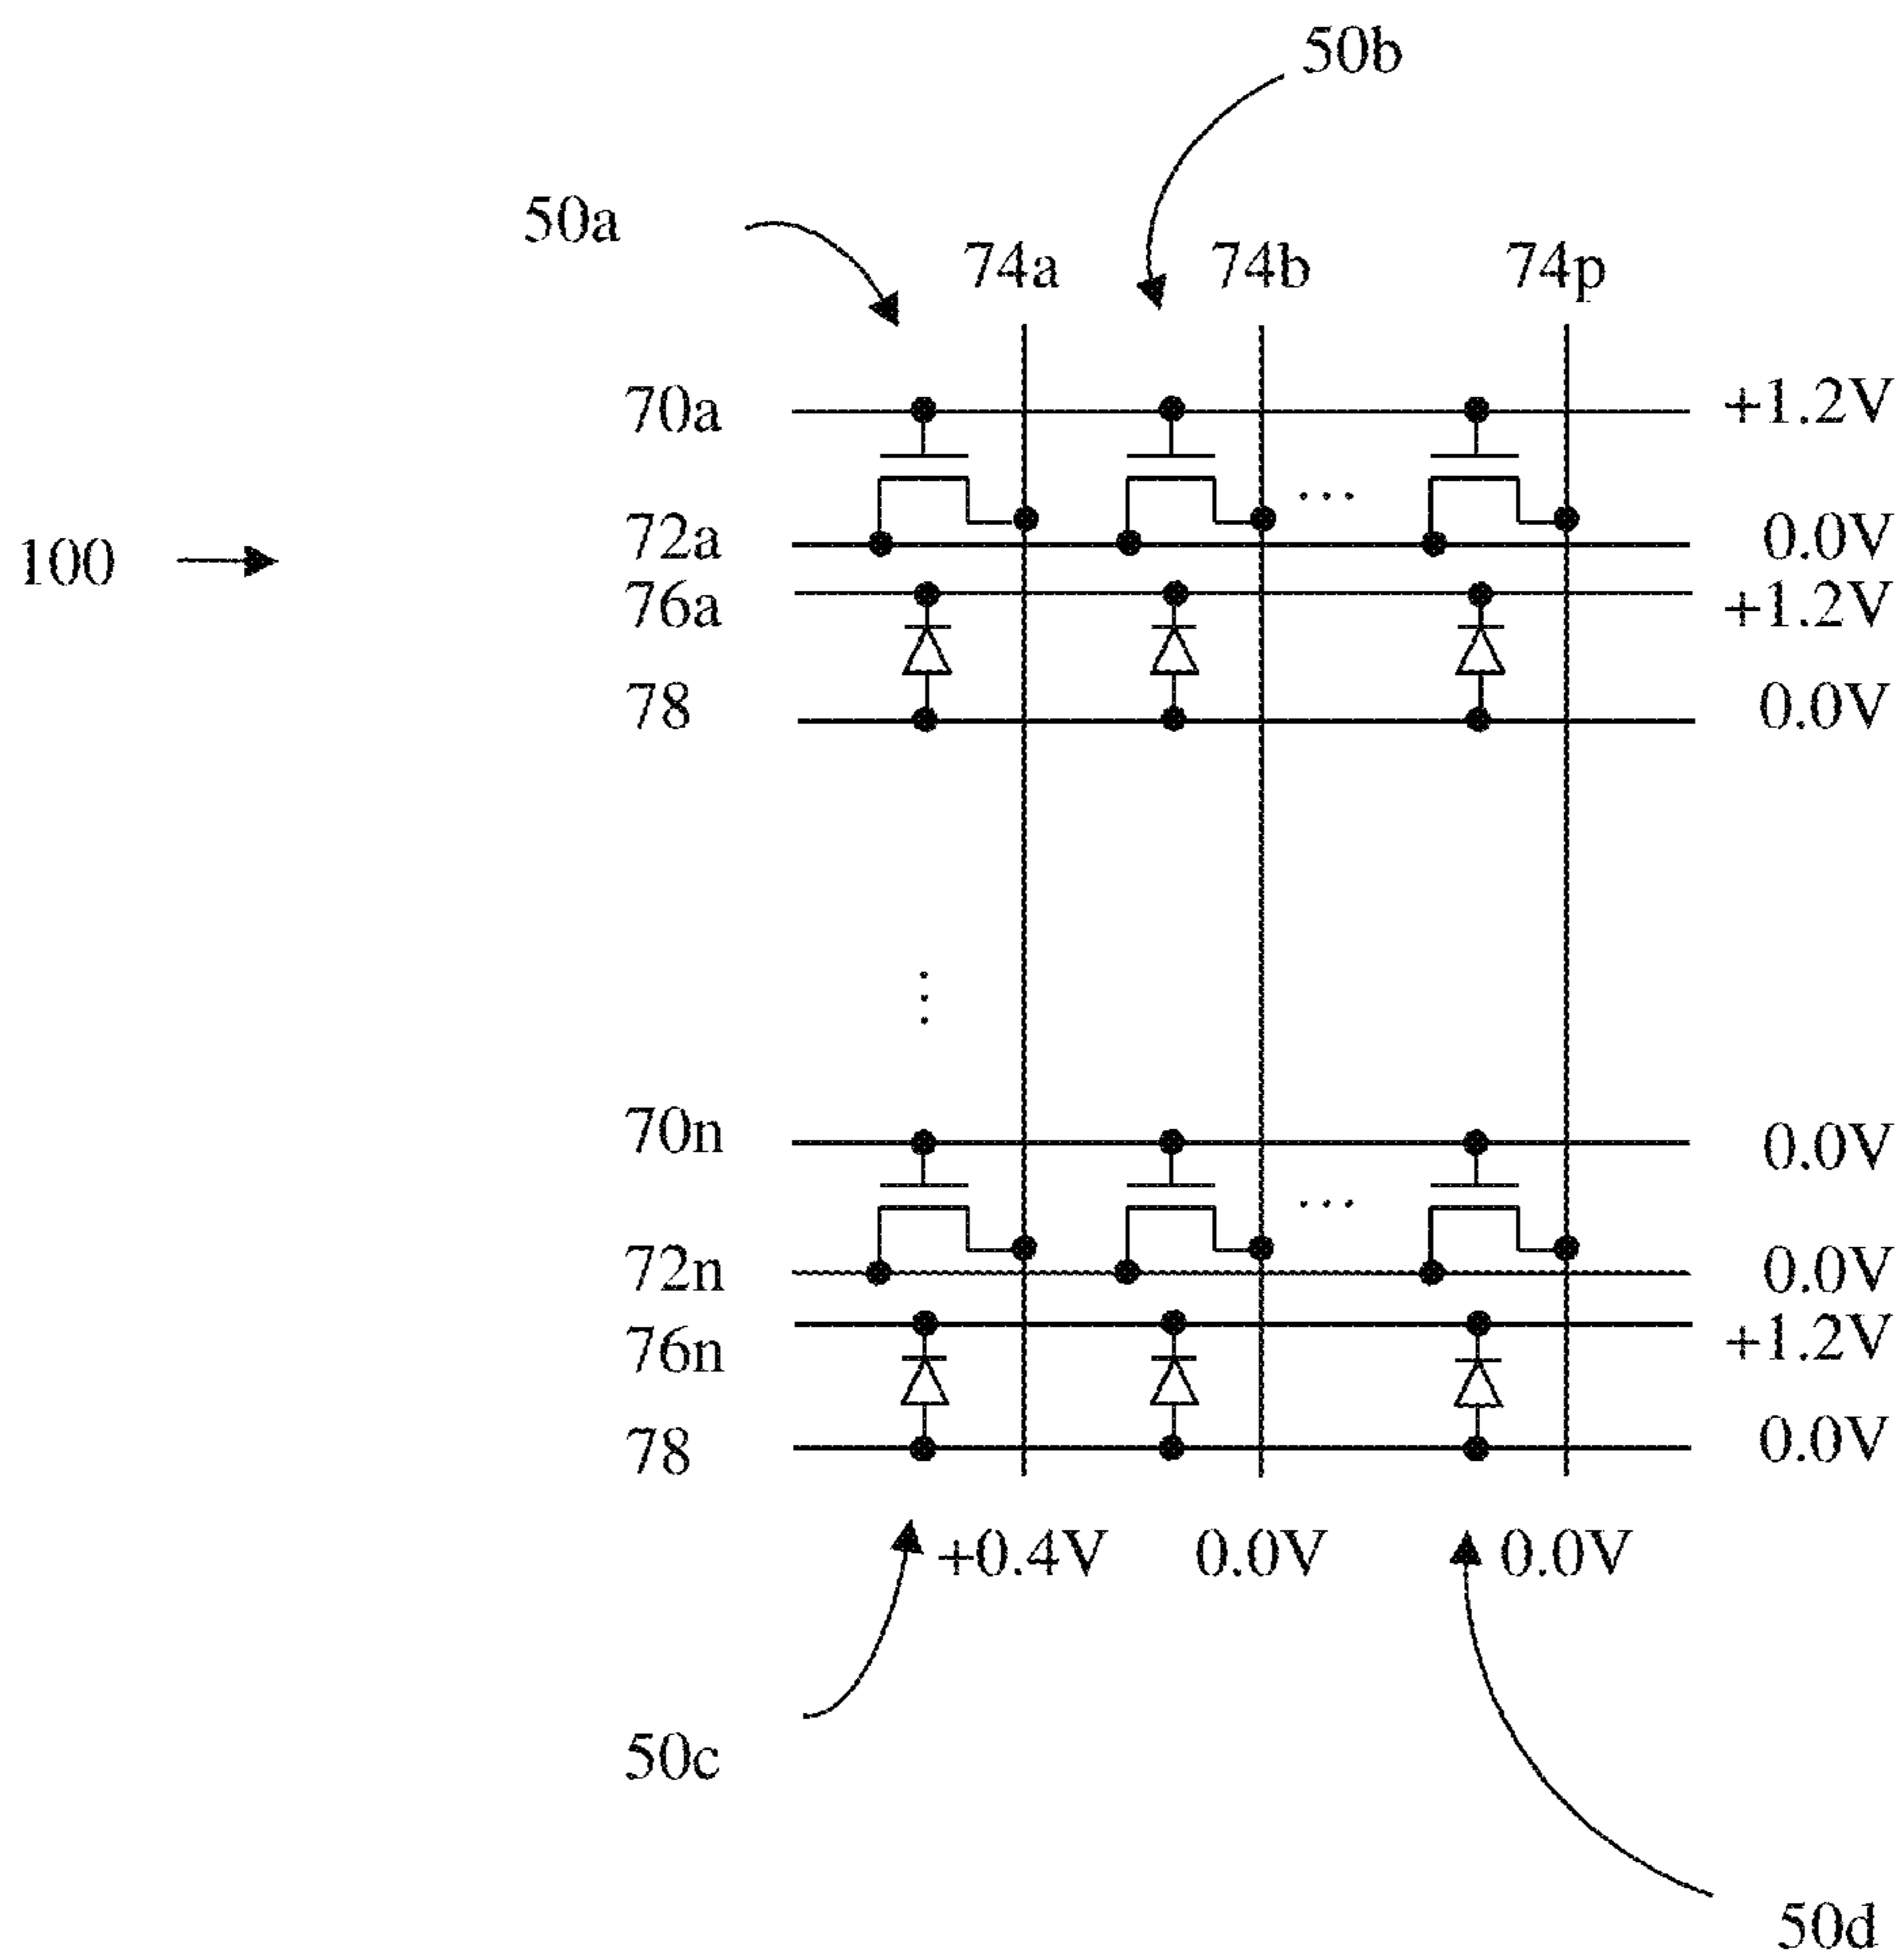 50b
50a
74a 74b 74p
70a +1.2V
...
72a 0.0V
100
76a +1.2V
78 0.0V
70n 0.0V
...
72n 0.0V
76n +1.2V
78 0.0V
+0.4V 0.0V 0.0V
50c
50d